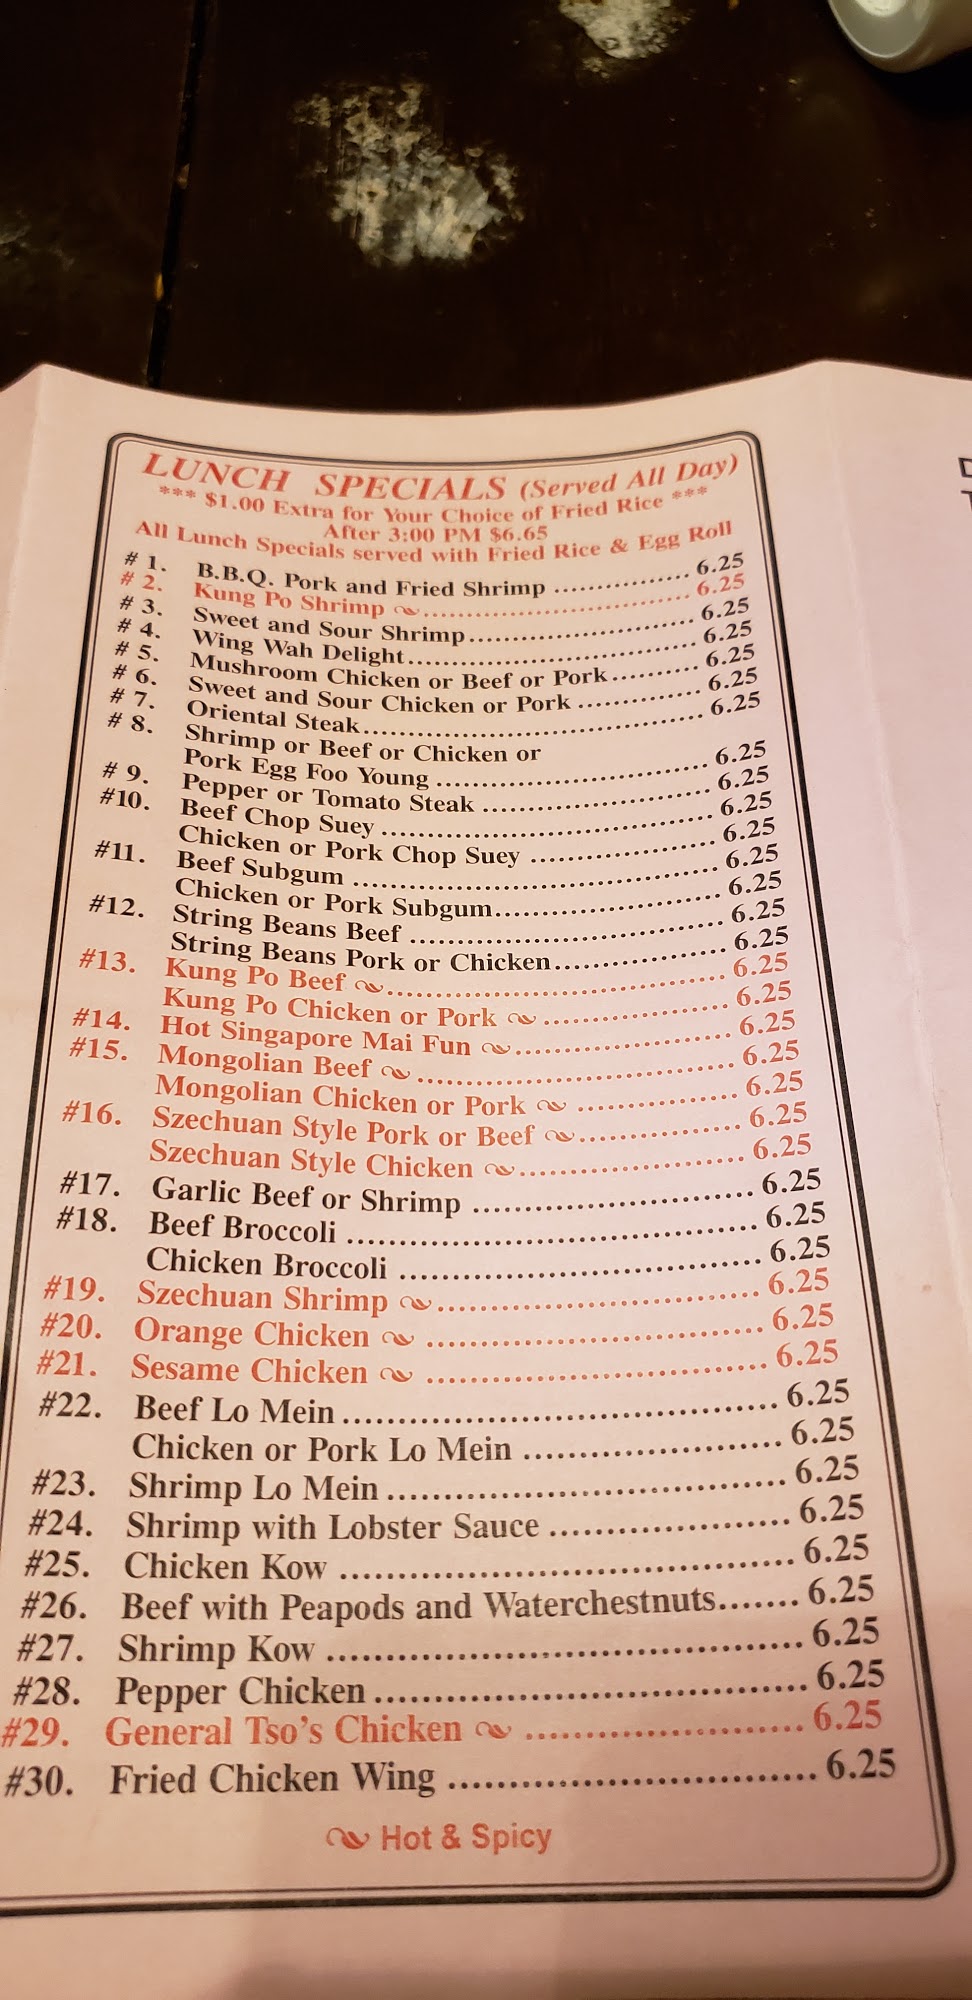 LUNCH SPECIALS (Served All Day)
*** $1.00 Extra for Your Choice of Fried Rice ***
After 3:00 PM $6.65
All Lunch Specials served with Fried Rice & Egg Roll
# 1. B.B.Q. Pork and Fried Shrimp 6.25
# 2. Kung Po Shrimp 6.25
# 3. Sweet and Sour Shrimp 6.25
# 4. Wing Wah Delight 6.25
# 5. Mushroom Chicken or Beef or Pork 6.25
# 6. Sweet and Sour Chicken or Pork 6.25
# 7. Oriental Steak 6.25
# 8. Shrimp or Beef or Chicken or
Pork Egg Foo Young 6.25
# 9. Pepper or Tomato Steak 6.25
#10. Beef Chop Suey 6.25
Chicken or Pork Chop Suey 6.25
#11. Beef Subgum 6.25
Chicken or Pork Subgum 6.25
#12. String Beans Beef 6.25
String Beans Pork or Chicken 6.25
#13. Kung Po Beef 6.25
Kung Po Chicken or Pork 6.25
#14. Hot Singapore Mai Fun 6.25
#15. Mongolian Beef 6.25
Mongolian Chicken or Pork 6.25
#16. Szechuan Style Pork or Beef 6.25
Szechuan Style Chicken 6.25
#17. Garlic Beef or Shrimp 6.25
#18. Beef Broccoli 6.25
Chicken Broccoli 6.25
#19. Szechuan Shrimp 6.25
#20. Orange Chicken 6.25
#21. Sesame Chicken 6.25
#22. Beef Lo Mein 6.25
Chicken or Pork Lo Mein 6.25
#23. Shrimp Lo Mein 6.25
#24. Shrimp with Lobster Sauce 6.25
#25. Chicken Kow 6.25
#26. Beef with Peapods and Waterchestnuts 6.25
#27. Shrimp Kow 6.25
#28. Pepper Chicken 6.25
#29. General Tso's Chicken 6.25
#30. Fried Chicken Wing 6.25
Hot & Spicy